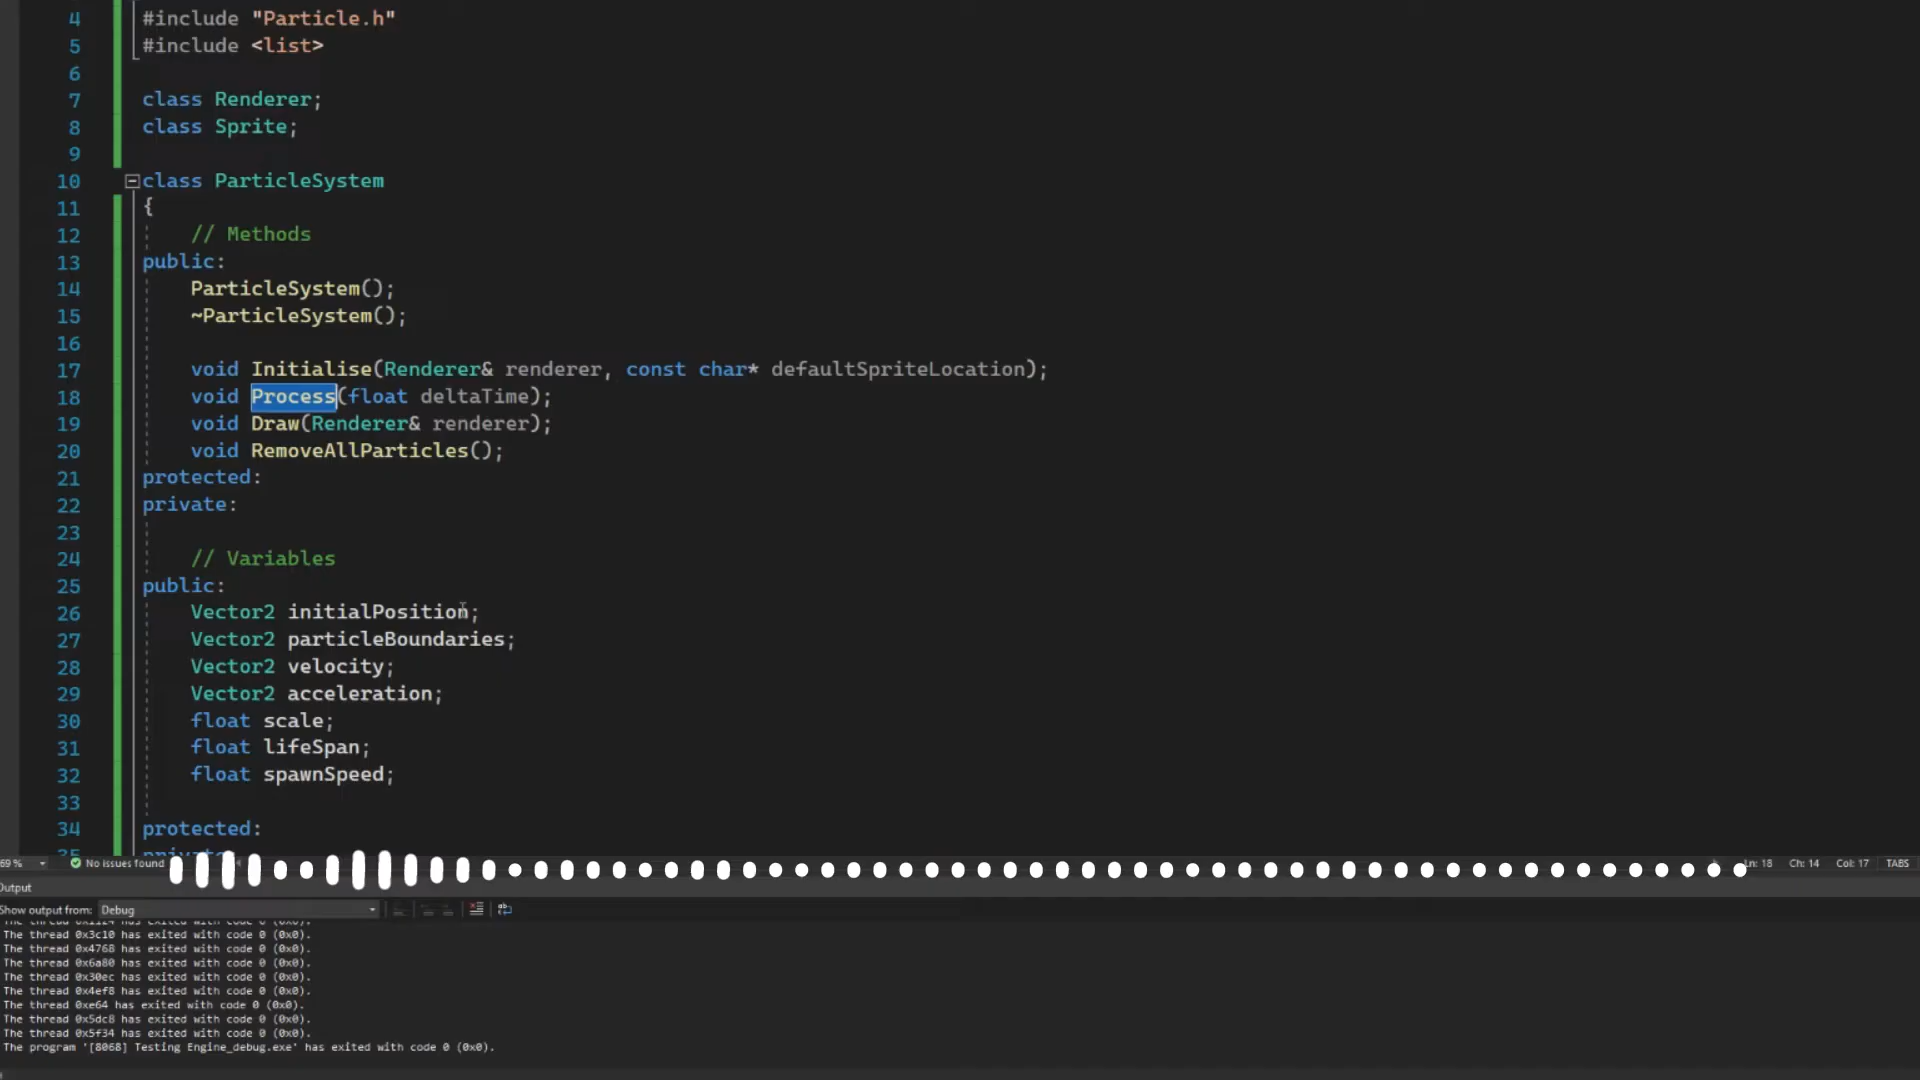 4 #include "Particle.h"
5 #include <list>
6
7 class Renderer;
8 class Sprite;
9
10 class ParticleSystem
11 {
12 // Methods
13 public:
14 ParticleSystem();
15 ~ParticleSystem();
16
17 void Initialise(Renderer& renderer, const char* defaultSpriteLocation);
18 void Process(float deltaTime);
19 void Draw(Renderer& renderer);
20 void RemoveAllParticles();
21 protected:
22 private:
23
24 // Variables
25 public:
26 Vector2 initialPosition;
27 Vector2 particleBoundaries;
28 Vector2 velocity;
29 Vector2 acceleration;
30 float scale;
31 float lifeSpan;
32 float spawnSpeed;
33
34 protected:
69 % No issues found Ln: 18 Ch: 14 Col: 17 TABS
Output
Show output from: Debug
The thread 0x3c10 has exited with code 0 (0x0).
The thread 0x4768 has exited with code 0 (0x0).
The thread 0x6a80 has exited with code 0 (0x0).
The thread 0x30ec has exited with code 0 (0x0).
The thread 0x4ef8 has exited with code 0 (0x0).
The thread 0xe64 has exited with code 0 (0x0).
The thread 0x5dc8 has exited with code 0 (0x0).
The thread 0x5f34 has exited with code 0 (0x0).
The program '[8068] Testing Engine_debug.exe' has exited with code 0 (0x0).